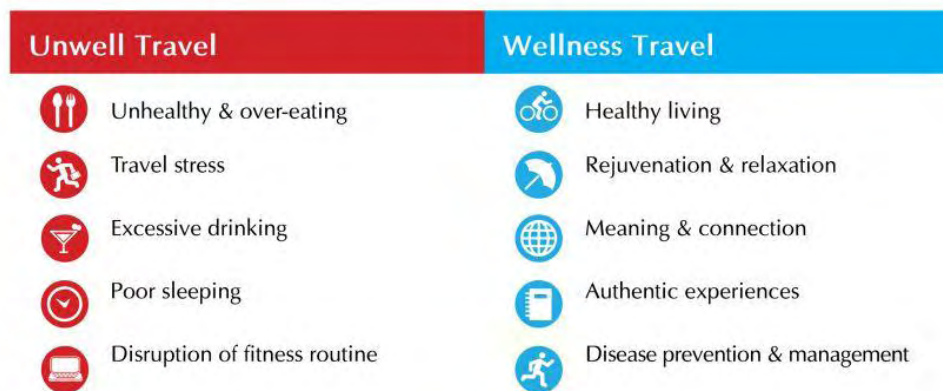 Unwell Travel
Wellness Travel
Unhealthy & over-eating
Healthy living
Travel stress
Rejuvenation & relaxation
Excessive drinking
Meaning & connection
Poor sleeping
Authentic experiences
Disruption of fitness routine
Disease prevention & management